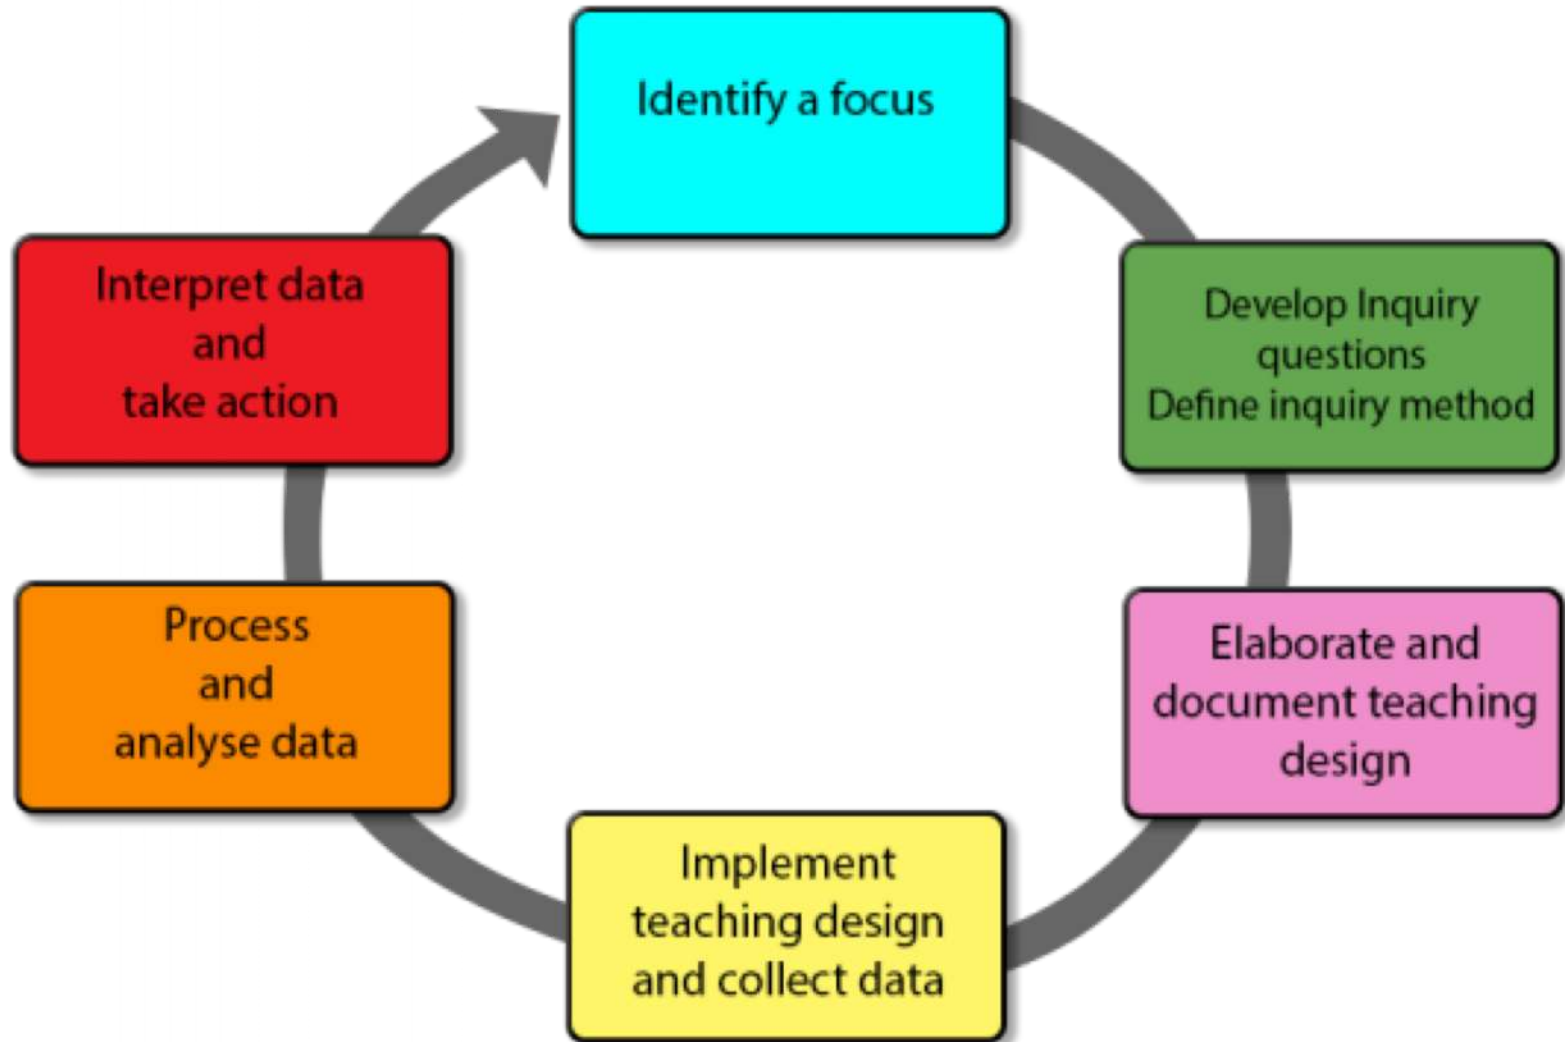 Identify a focus
Develop Inquiry
questions
Define inquiry method
Elaborate and
document teaching
design
Implement
teaching design
and collect data
Process
and
analyse data
Interpret data
and
take action